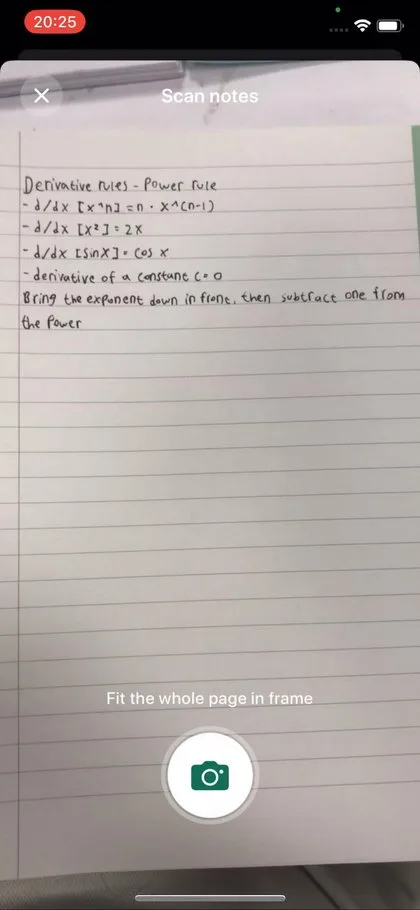 20:25
Scan notes
Derivative rules - Power rule
- d/dx [x^n] = n · x^(n-1)
- d/dx [x²] = 2x
- d/dx [sinx] = cos x
- derivative of a constant c = 0
Bring the exponent down in front, then subtract one from
the Power
Fit the whole page in frame